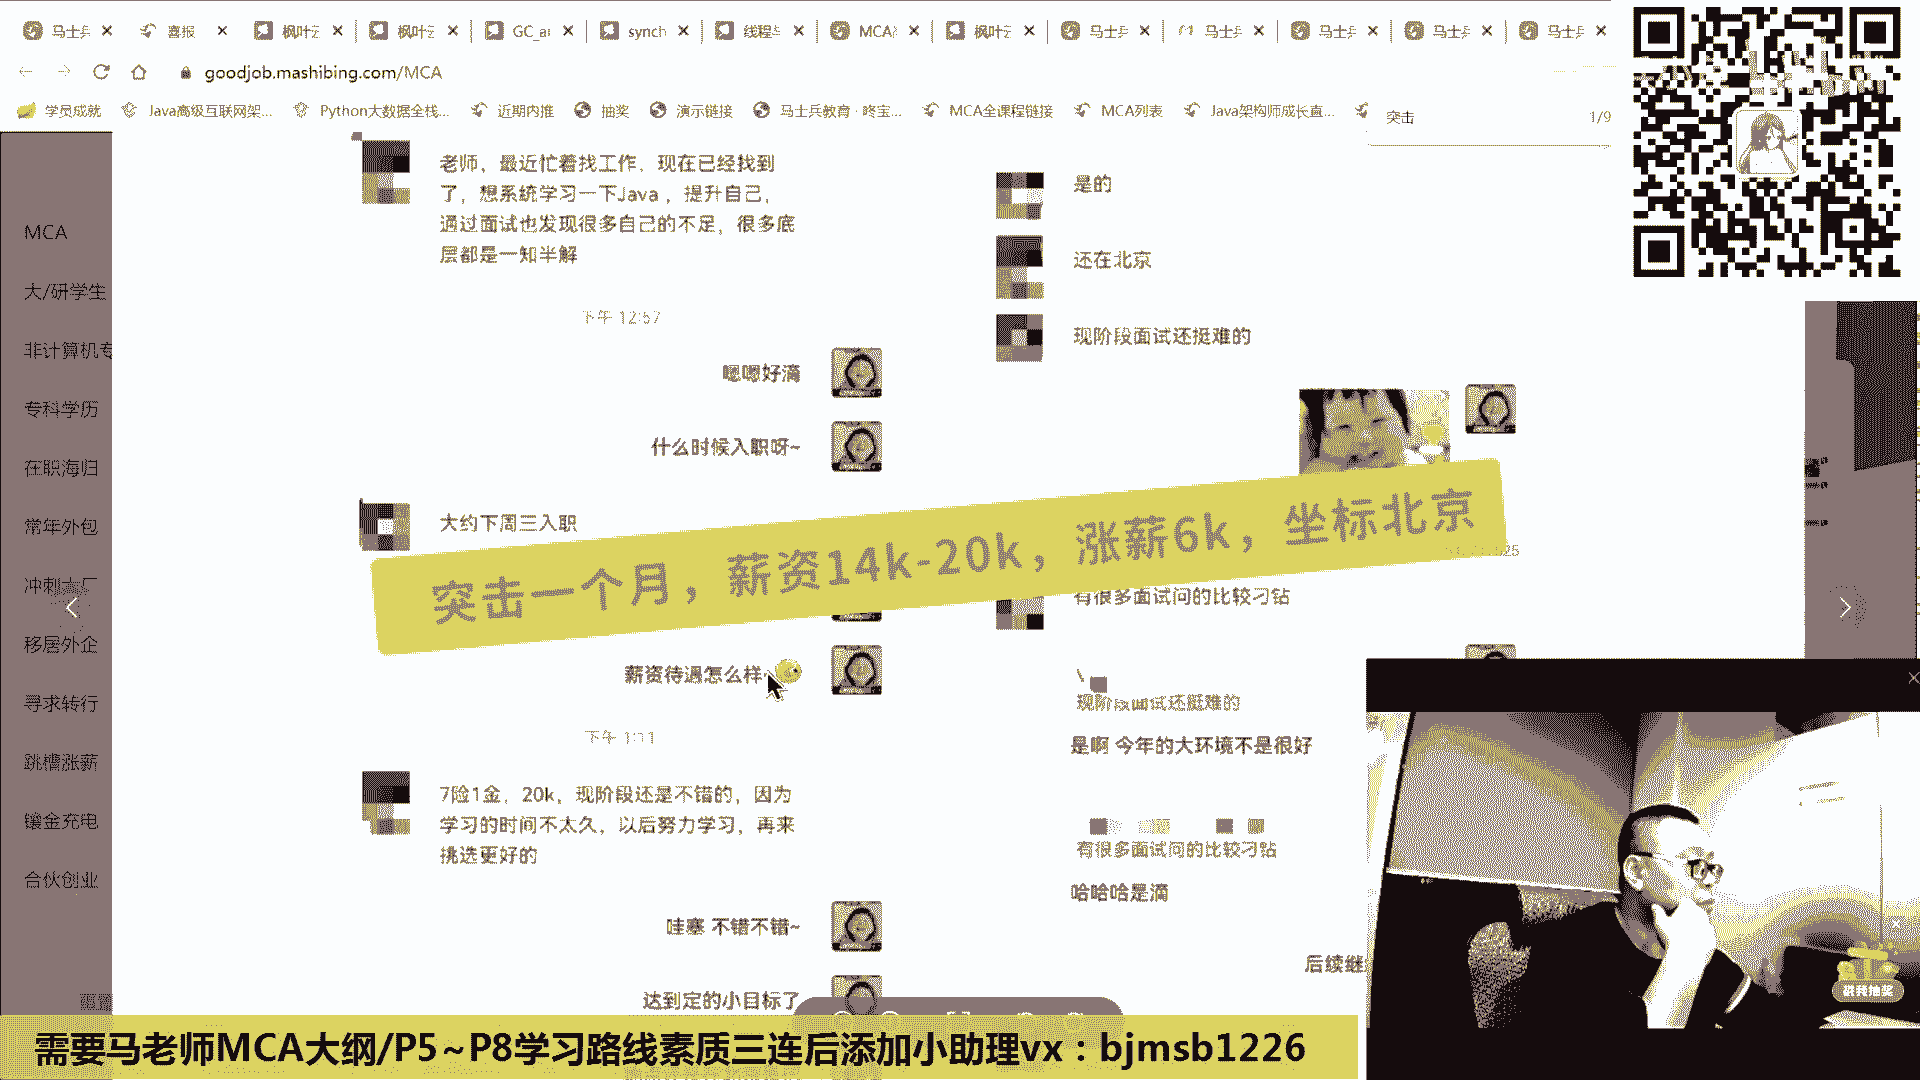 马士兵
喜报
枫叶云
枫叶云
GC_ar
synch
线程与
MCA
枫叶云
马士兵
马士兵
马士兵
马士兵
马士兵
goodjob.mashibing.com/MCA
学员成就
Java高级互联网架...
Python大数据全栈...
近期内推
抽奖
演示链接
马士兵教育·咚宝...
MCA全课程链接
MCA列表
Java架构师成长直...
突击
1/9
MCA
大/研学生
非计算机专
专科学历
在职海归
常年外包
冲刺大厂
移居外企
寻求转行
跳槽涨薪
镀金充电
合伙创业
老师，最近忙着找工作，现在已经找到
了，想系统学习一下Java，提升自己，
通过面试也发现很多自己的不足，很多底
层都是一知半解
下午 12:57
嗯嗯好滴
什么时候入职呀~
大约下周三入职
薪资待遇怎么样
下午 1:11
7险1金，20k，现阶段还是不错的，因为
学习的时间不太久，以后努力学习，再来
挑选更好的
哇塞 不错不错~
达到定的小目标了
是的
还在北京
现阶段面试还挺难的
突击一个月，薪资14k-20k，涨薪6k，坐标北京
有很多面试问的比较刁钻
现阶段面试还挺难的
是啊 今年的大环境不是很好
有很多面试问的比较刁钻
哈哈哈是滴
后续继
戳我抽奖
需要马老师MCA大纲/P5~P8学习路线素质三连后添加小助理vx：bjmsb1226